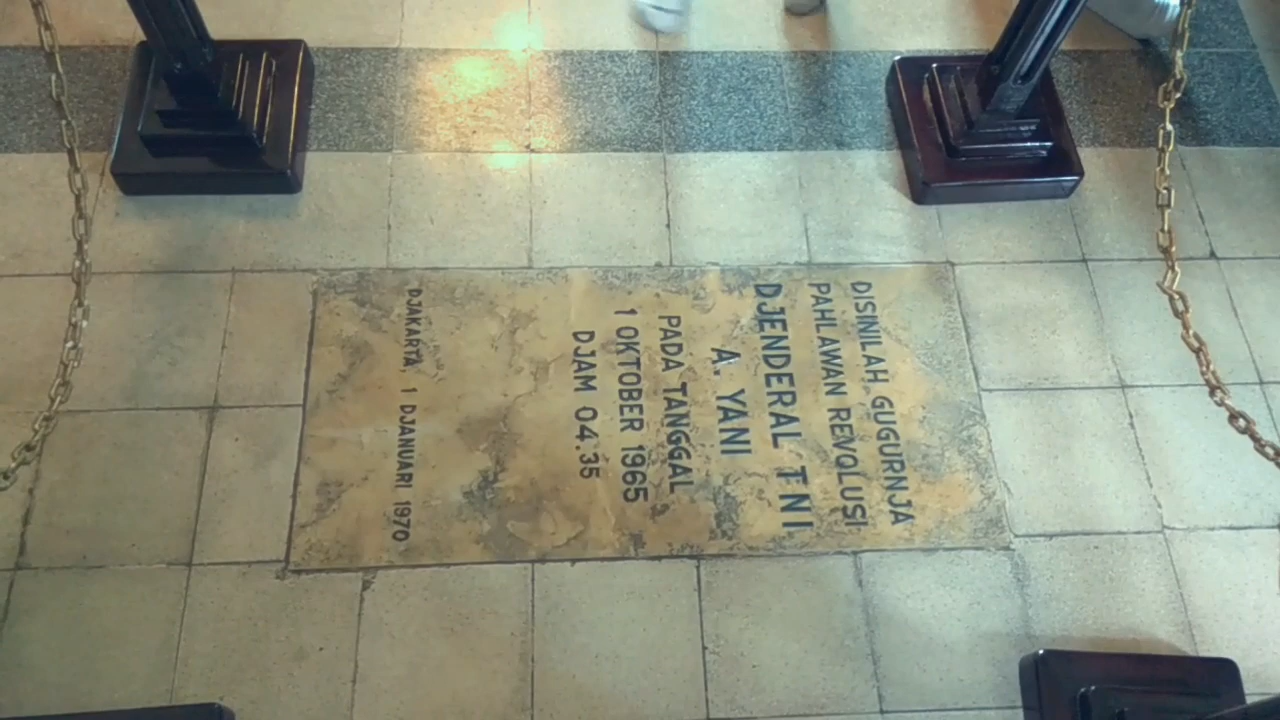 DISINILAH GUGURNJA
PAHLAWAN REVOLUSI
DJENDERAL TNI
A. YANI
PADA TANGGAL
1 OKTOBER 1965
DJAM 04.35
DJAKARTA, 1 DJANUARI 1970